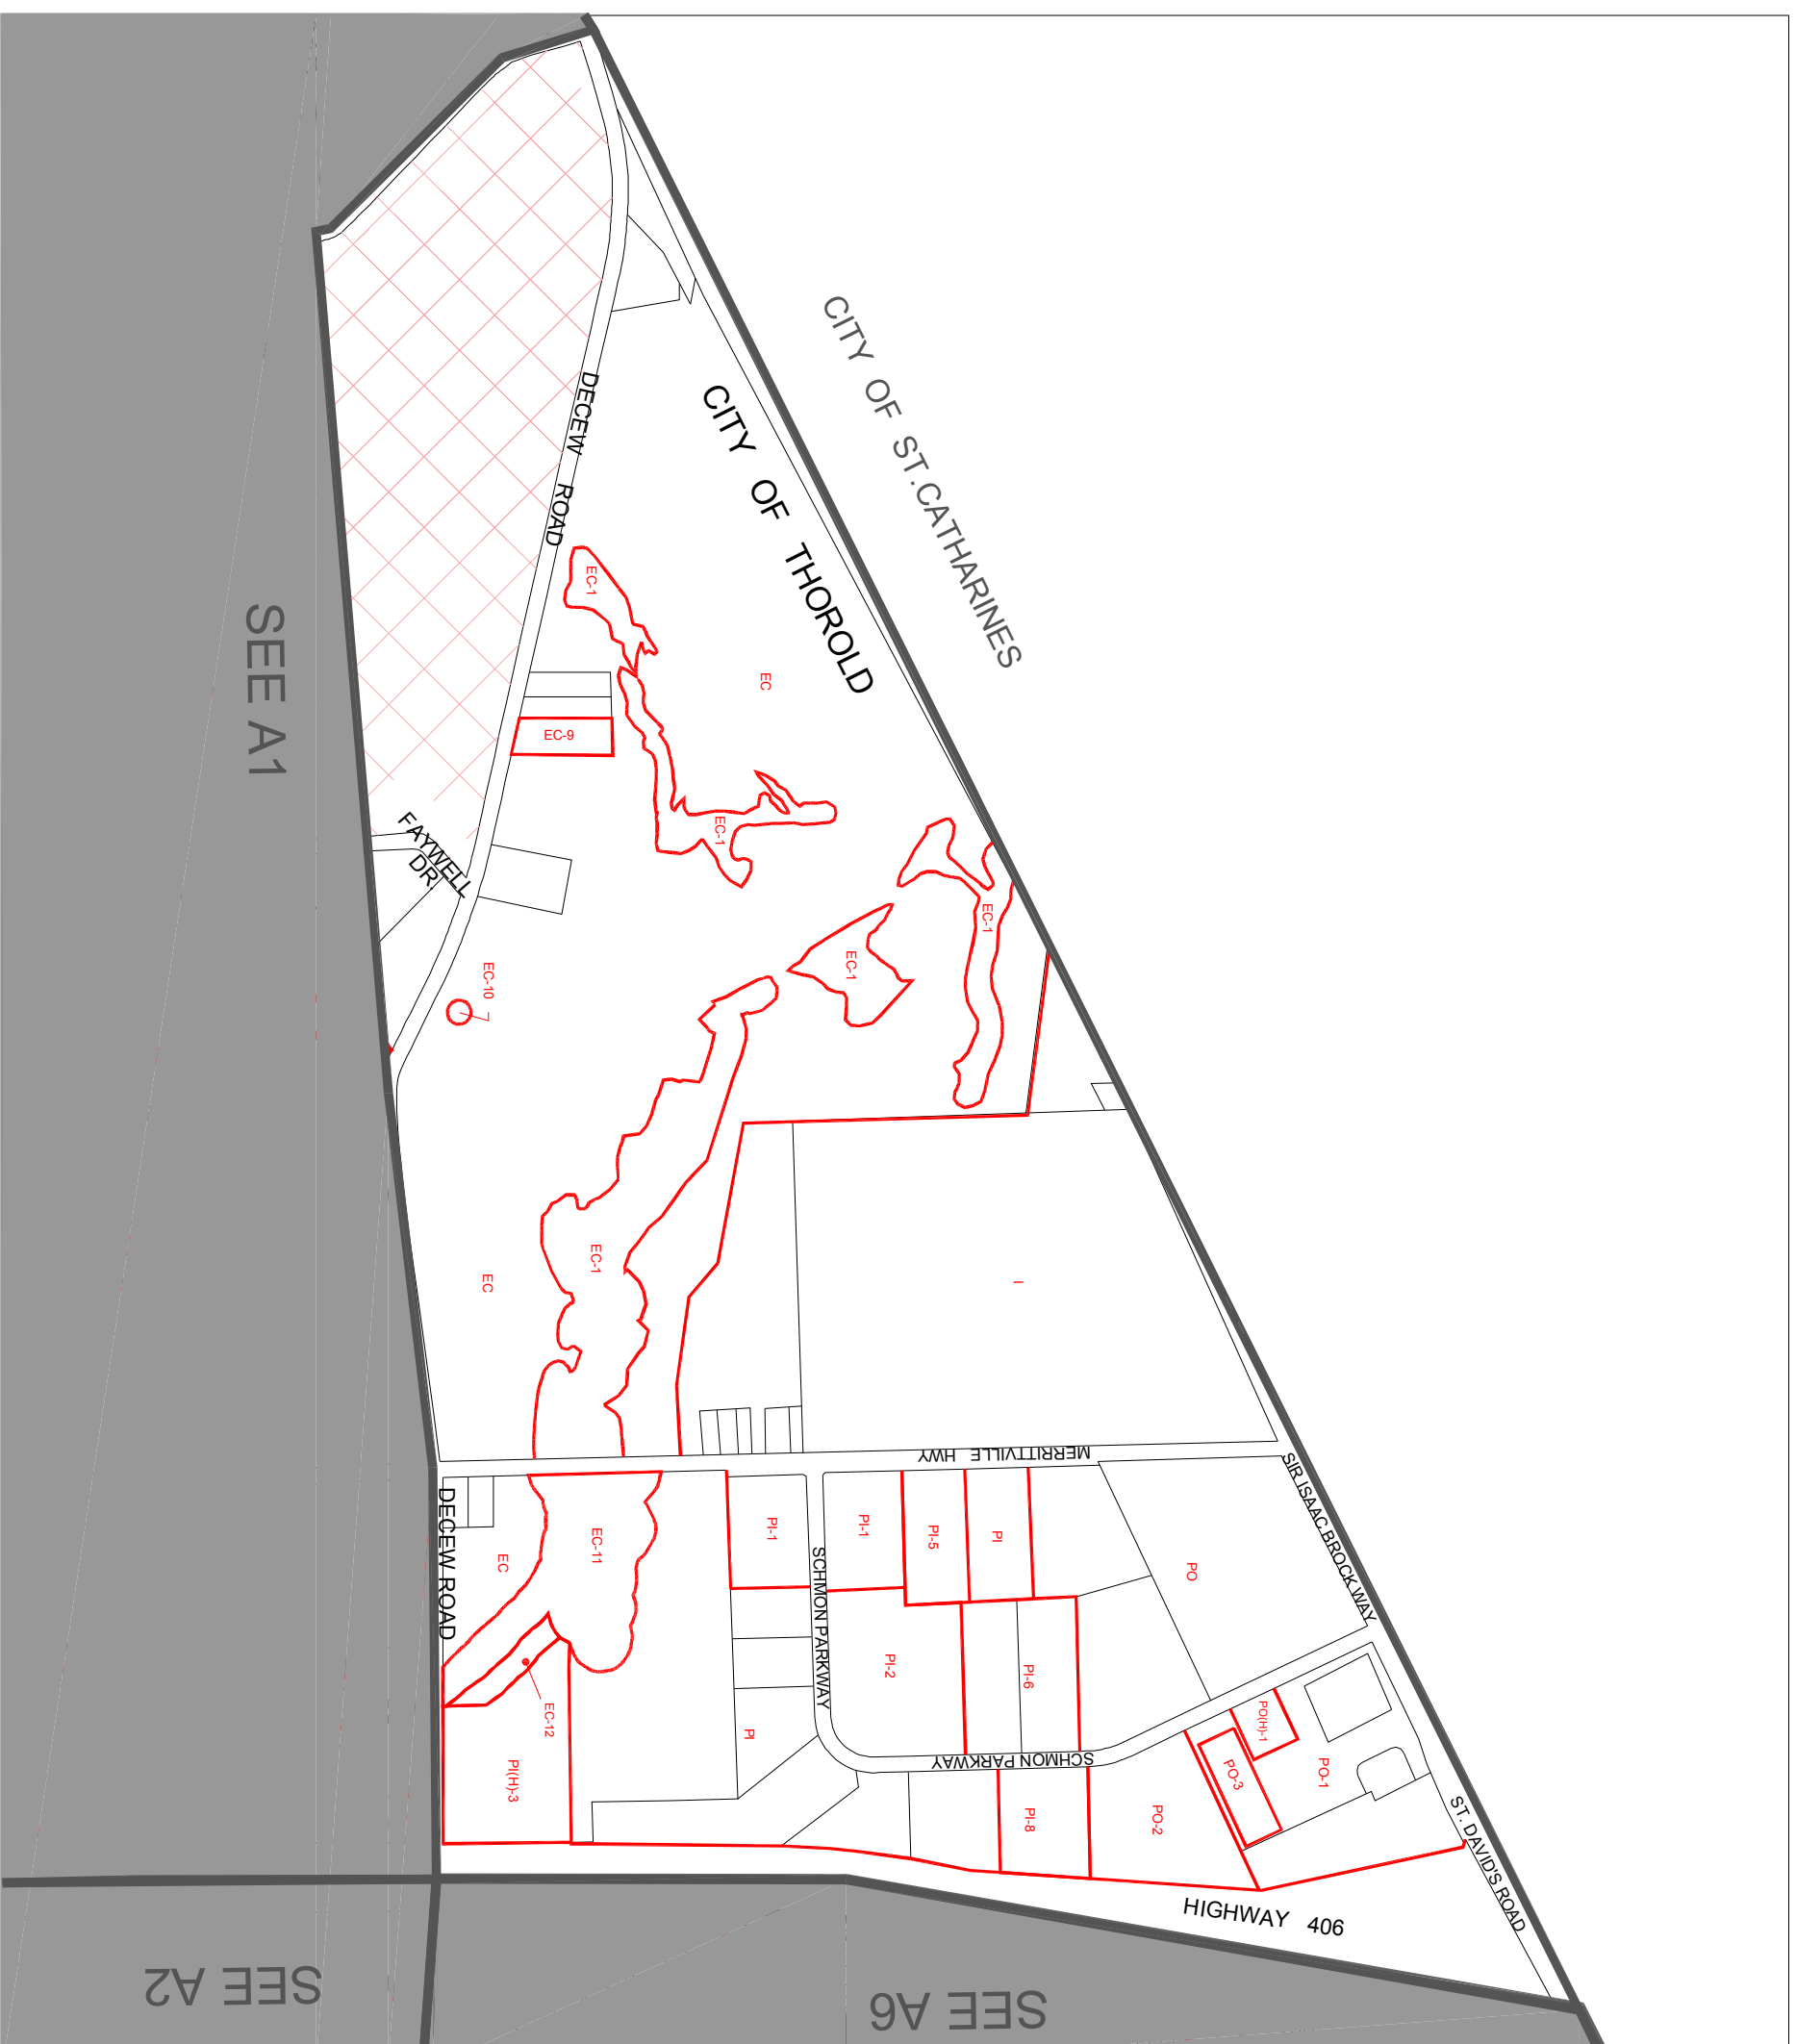 CITY OF ST.CATHARINES
CITY OF THOROLD
DECEW ROAD
EC-1
SEE A1
EC
EC-9
EC-1
FAYWELL
DR.
EC-1
EC-1
EC-10
7
EC-1
EC
I
MERRITTVILLE HWY
SIR ISAAC BROCK WAY
DECEW ROAD
EC
EC-11
PI-1
SCHMON PARKWAY
PI-1
PI-5
PI
PO
PI-2
PI-6
EC-12
PI
PI(H)-3
SCHMON PARKWAY
PO(H)-1
PO-3
PO-1
PI-8
PO-2
ST. DAVID'S ROAD
HIGHWAY 406
SEE A2
SEE A6